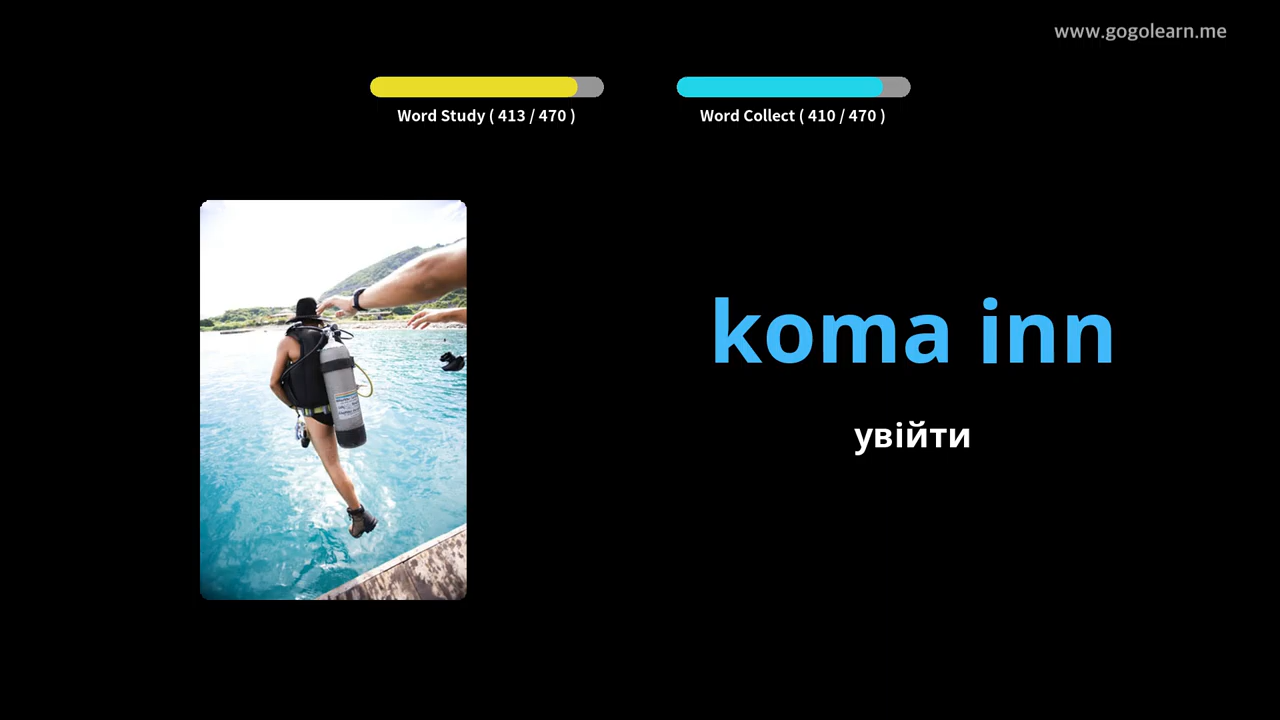 www.gogolearn.me
Word Study ( 413 / 470 )
Word Collect ( 410 / 470 )
koma inn
увійти